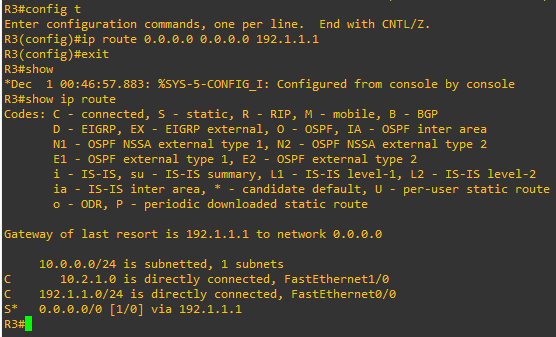 R3#config t
Enter configuration commands, one per line.  End with CNTL/Z.
R3(config)#ip route 0.0.0.0 0.0.0.0 192.1.1.1
R3(config)#exit
R3#show
*Dec  1 00:46:57.883: %SYS-5-CONFIG_I: Configured from console by console
R3#show ip route
Codes: C - connected, S - static, R - RIP, M - mobile, B - BGP
       D - EIGRP, EX - EIGRP external, O - OSPF, IA - OSPF inter area
       N1 - OSPF NSSA external type 1, N2 - OSPF NSSA external type 2
       E1 - OSPF external type 1, E2 - OSPF external type 2
       i - IS-IS, su - IS-IS summary, L1 - IS-IS level-1, L2 - IS-IS level-2
       ia - IS-IS inter area, * - candidate default, U - per-user static route
       o - ODR, P - periodic downloaded static route
Gateway of last resort is 192.1.1.1 to network 0.0.0.0
     10.0.0.0/24 is subnetted, 1 subnets
C       10.2.1.0 is directly connected, FastEthernet1/0
C    192.1.1.0/24 is directly connected, FastEthernet0/0
S*   0.0.0.0/0 [1/0] via 192.1.1.1
R3#